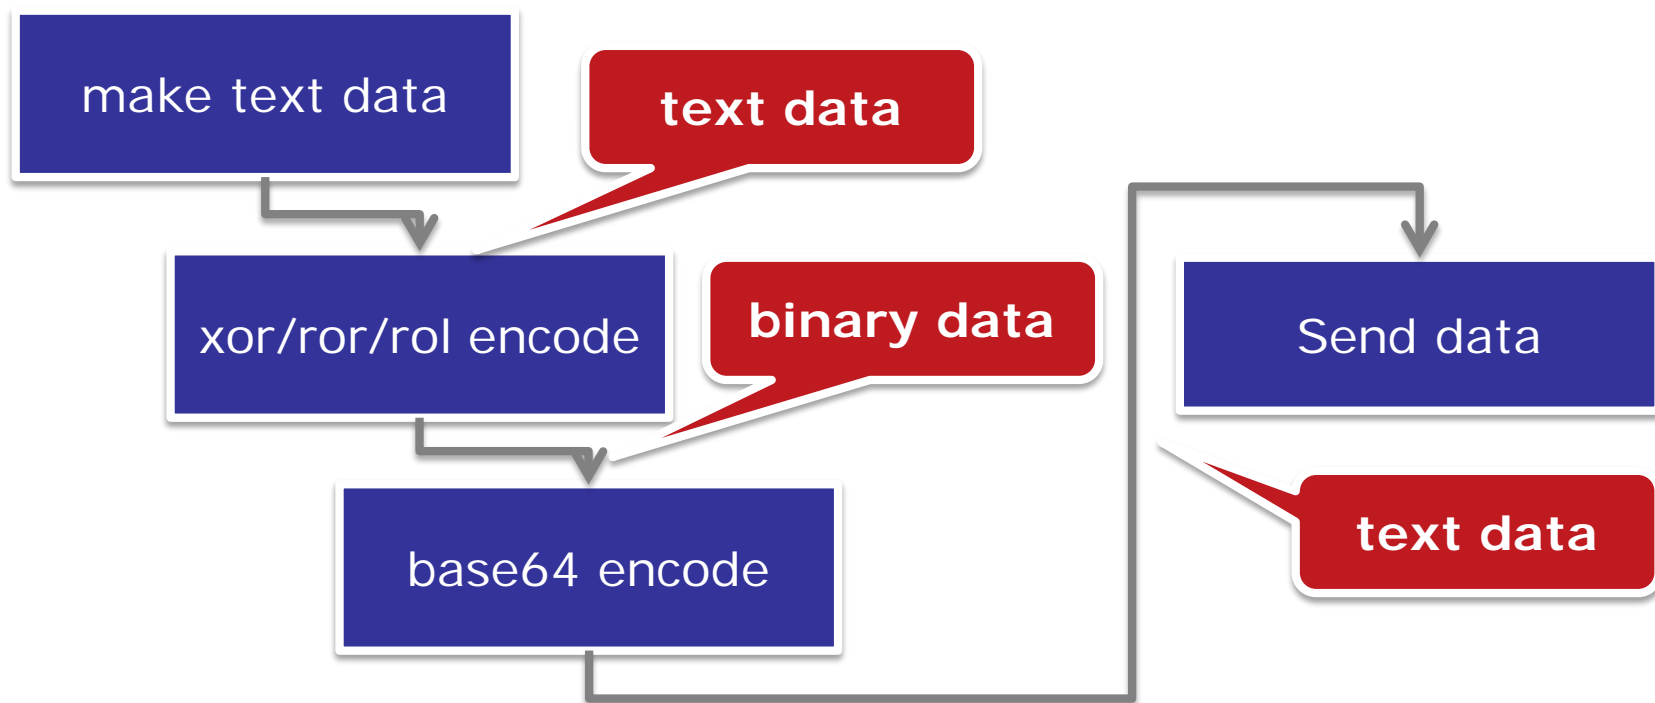 make text data
text data
xor/ror/rol encode
binary data
base64 encode
Send data
text data